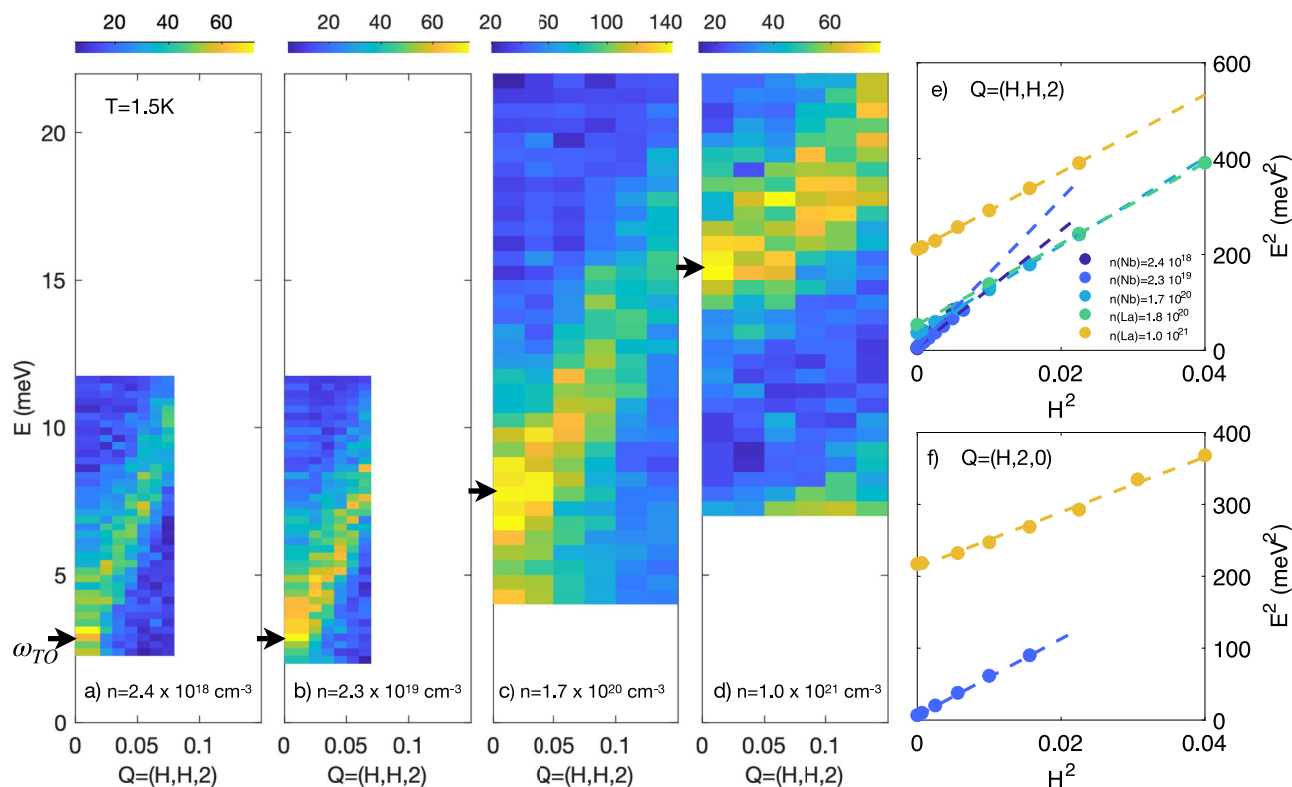 20 40 60
20 40 60
20 60 100 140
20 40 60
T=1.5K
20
15
10
5
0
E (meV)
ω_TO
a) n=2.4 x 10^18 cm^-3
b) n=2.3 x 10^19 cm^-3
c) n=1.7 x 10^20 cm^-3
d) n=1.0 x 10^21 cm^-3
0 0.05 0.1
0 0.05 0.1
0 0.05 0.1
0 0.05 0.1
Q=(H,H,2)
Q=(H,H,2)
Q=(H,H,2)
Q=(H,H,2)
e) Q=(H,H,2)
600
400
200
0
E^2 (meV^2)
n(Nb)=2.4 10^18
n(Nb)=2.3 10^19
n(Nb)=1.7 10^20
n(La)=1.8 10^20
n(La)=1.0 10^21
0 0.02 0.04
H^2
f) Q=(H,2,0)
400
300
200
100
0
E^2 (meV^2)
0 0.02 0.04
H^2